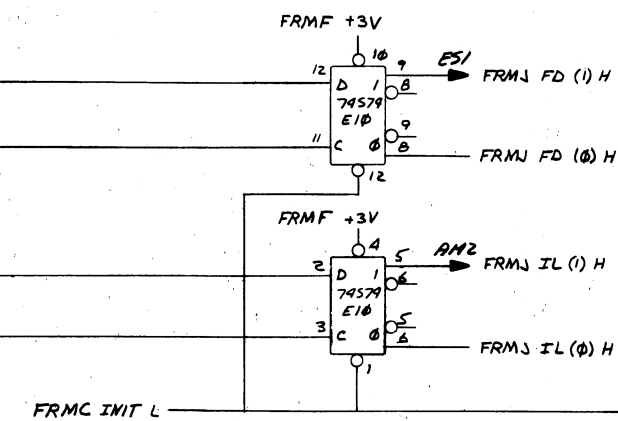 FRMF +3V
10
12 D 1 9 ES1 FRMJ FD (1) H
8
74S74
E10
9
11 C 0 8 FRMJ FD (0) H
12
FRMF +3V
4
2 D 1 5 AM2 FRMJ IL (1) H
6
74S74
E10
5
3 C 0 6 FRMJ IL (0) H
1
FRMC INIT L